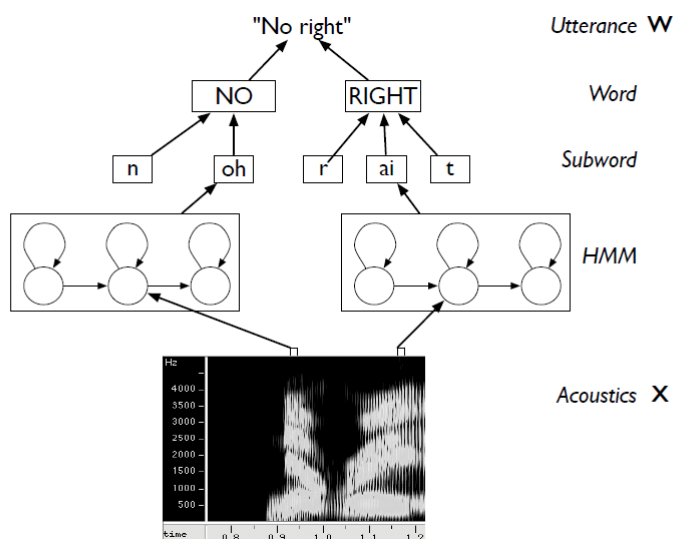 "No right" Utterance W
NO RIGHT Word
n oh r ai t Subword
HMM
Hz
4000
3500
3000
2500
2000
1500
1000
500
Acoustics X
time 0.8 0.9 1.0 1.1 1.2